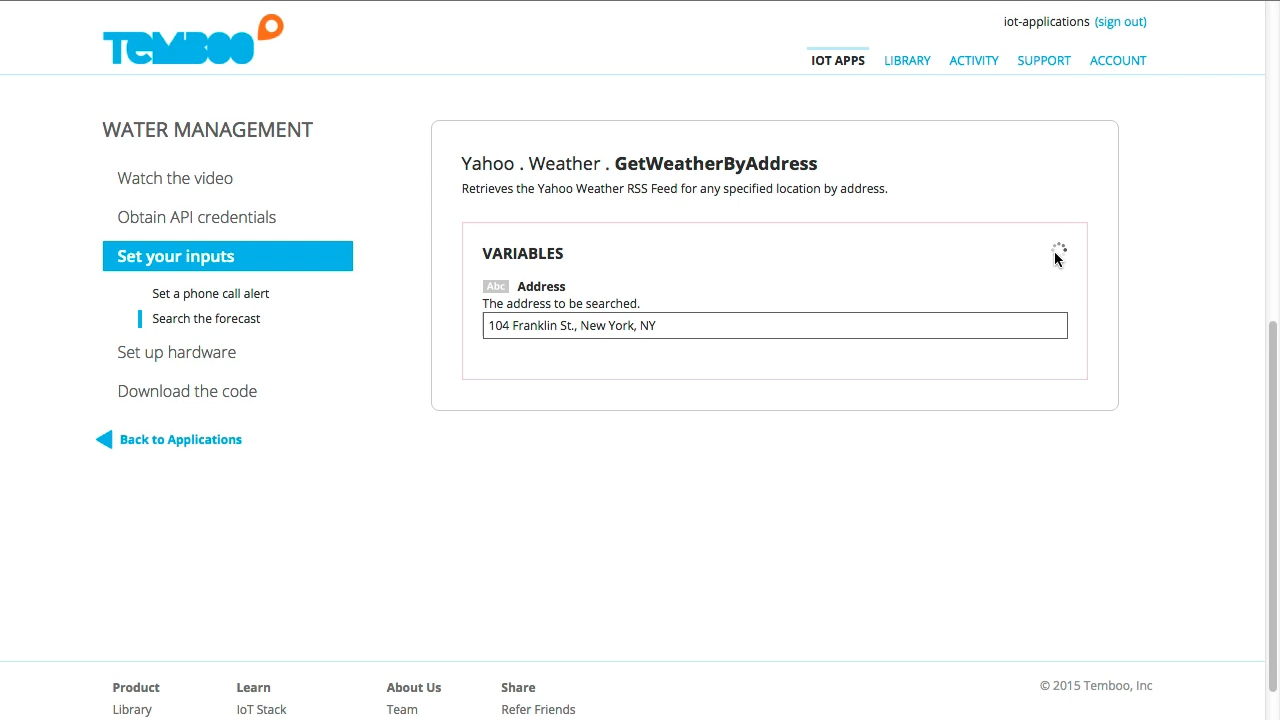 TEMBOO
iot-applications (sign out)
IOT APPS LIBRARY ACTIVITY SUPPORT ACCOUNT
WATER MANAGEMENT
Watch the video
Obtain API credentials
Set your inputs
Set a phone call alert
Search the forecast
Set up hardware
Download the code
Back to Applications
Yahoo . Weather . GetWeatherByAddress
Retrieves the Yahoo Weather RSS Feed for any specified location by address.
VARIABLES
Abc Address
The address to be searched.
104 Franklin St., New York, NY
Product Learn About Us Share
Library IoT Stack Team Refer Friends
© 2015 Temboo, Inc